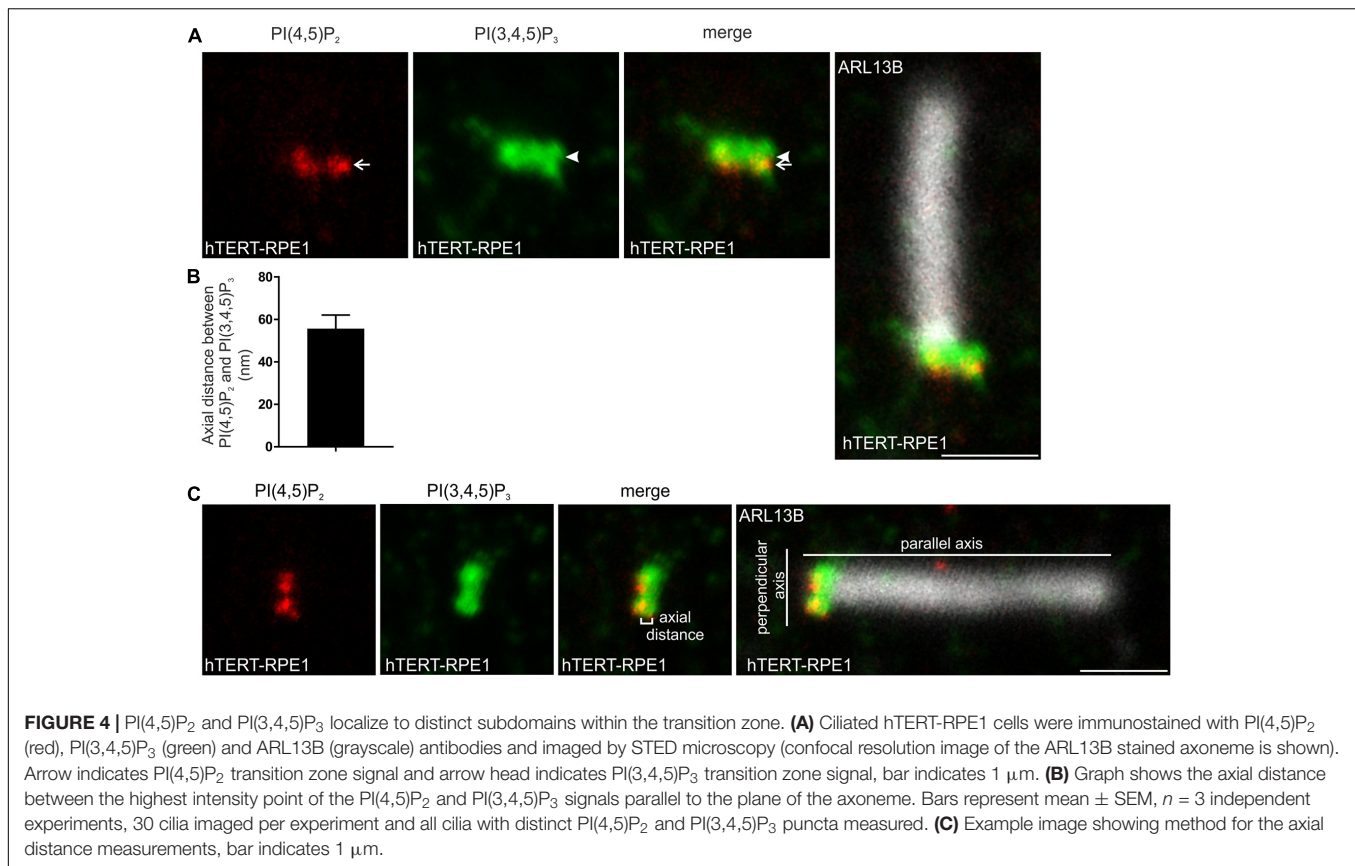 A
PI(4,5)P₂ PI(3,4,5)P₃ merge
ARL13B
hTERT-RPE1 hTERT-RPE1 hTERT-RPE1
hTERT-RPE1
B
Axial distance between
PI(4,5)P₂ and PI(3,4,5)P₃
(nm)
80
60
40
20
0
C
PI(4,5)P₂ PI(3,4,5)P₃ merge
ARL13B
parallel axis
perpendicular
axis
axial
distance
hTERT-RPE1 hTERT-RPE1 hTERT-RPE1 hTERT-RPE1
FIGURE 4 | PI(4,5)P₂ and PI(3,4,5)P₃ localize to distinct subdomains within the transition zone. (A) Ciliated hTERT-RPE1 cells were immunostained with PI(4,5)P₂
(red), PI(3,4,5)P₃ (green) and ARL13B (grayscale) antibodies and imaged by STED microscopy (confocal resolution image of the ARL13B stained axoneme is shown).
Arrow indicates PI(4,5)P₂ transition zone signal and arrow head indicates PI(3,4,5)P₃ transition zone signal, bar indicates 1 μm. (B) Graph shows the axial distance
between the highest intensity point of the PI(4,5)P₂ and PI(3,4,5)P₃ signals parallel to the plane of the axoneme. Bars represent mean ± SEM, n = 3 independent
experiments, 30 cilia imaged per experiment and all cilia with distinct PI(4,5)P₂ and PI(3,4,5)P₃ puncta measured. (C) Example image showing method for the axial
distance measurements, bar indicates 1 μm.